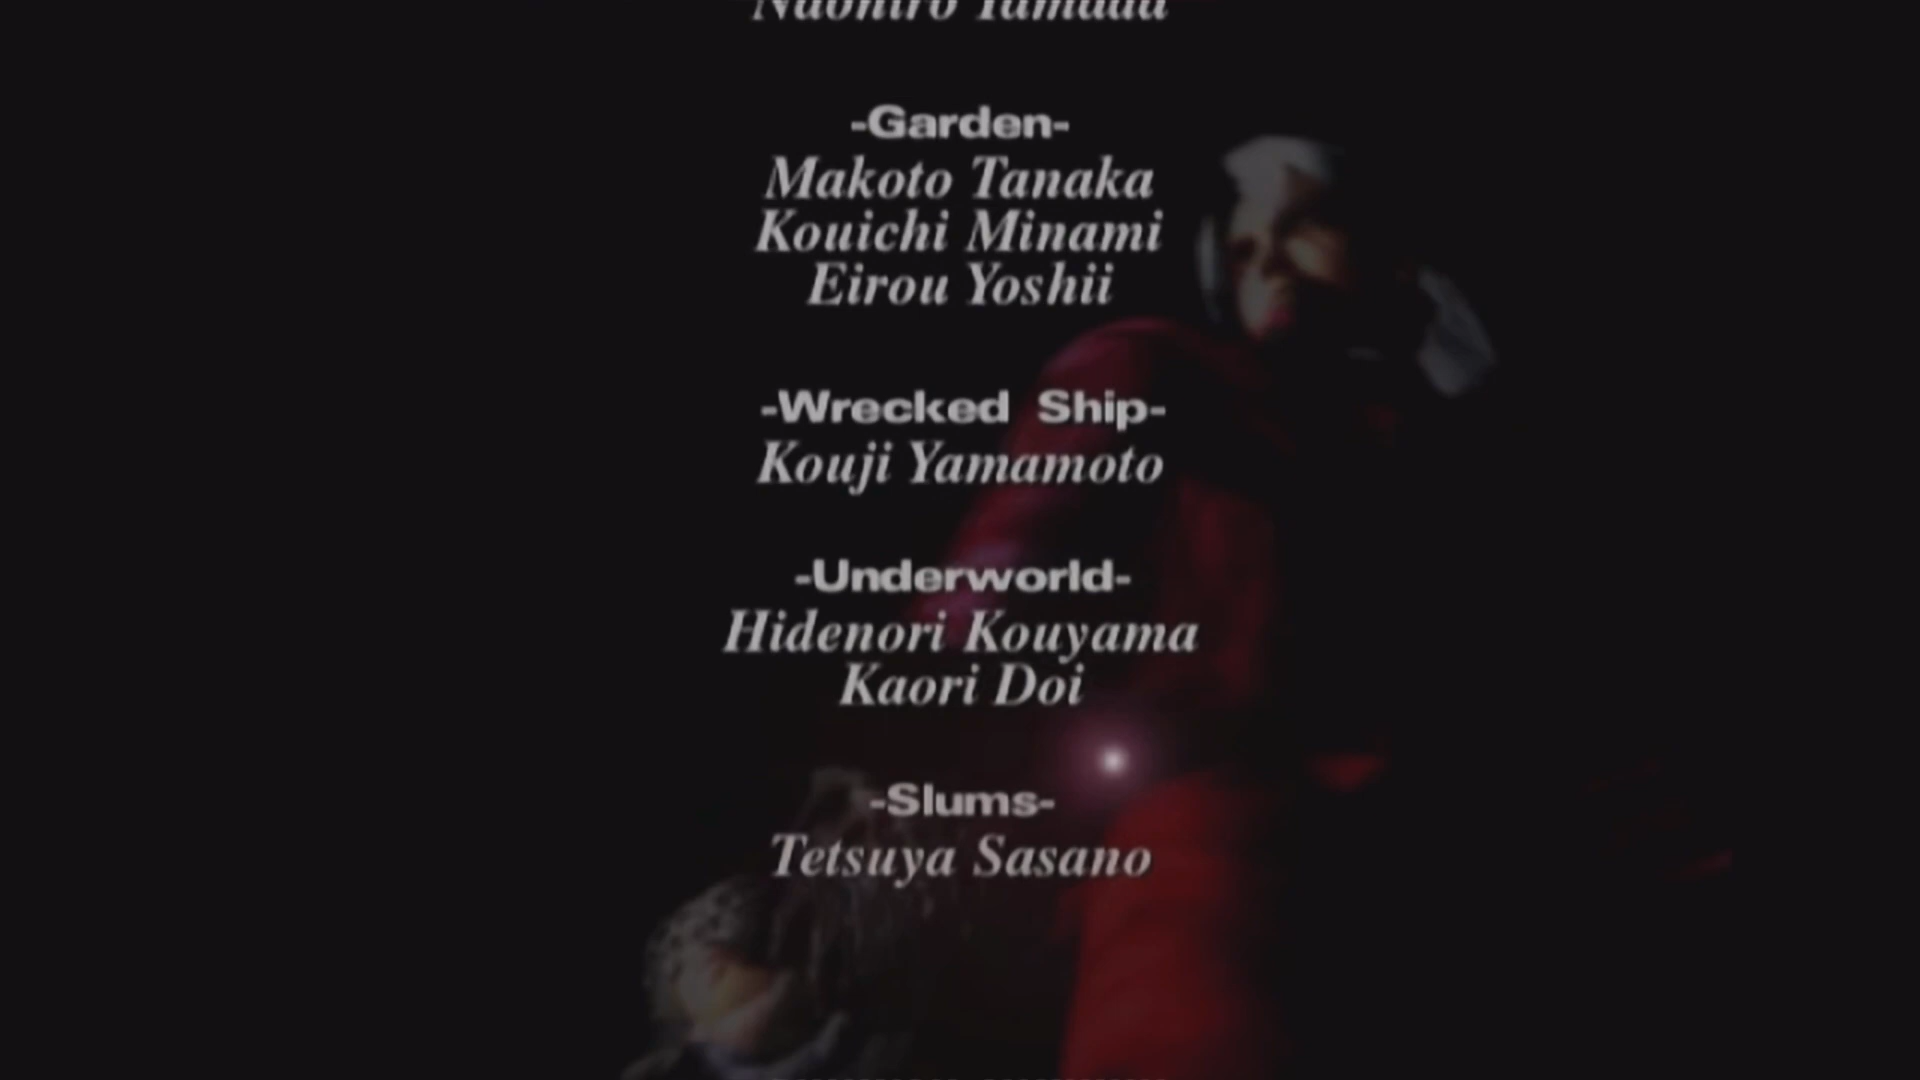 -Garden-
Makoto Tanaka
Kouichi Minami
Eirou Yoshii
-Wrecked Ship-
Kouji Yamamoto
-Underworld-
Hidenori Kouyama
Kaori Doi
-Slums-
Tetsuya Sasano